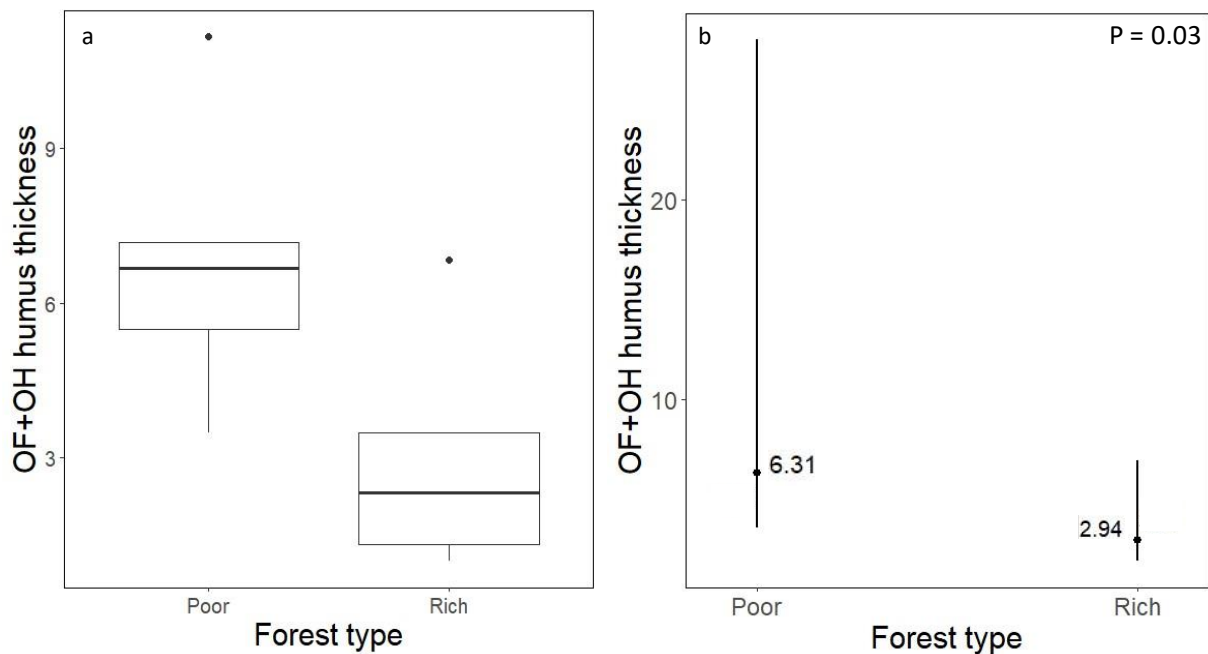 a
OF+OH humus thickness
9
6
3
Poor Rich
Forest type
b
P = 0.03
OF+OH humus thickness
20
10
6.31
2.94
Poor Rich
Forest type